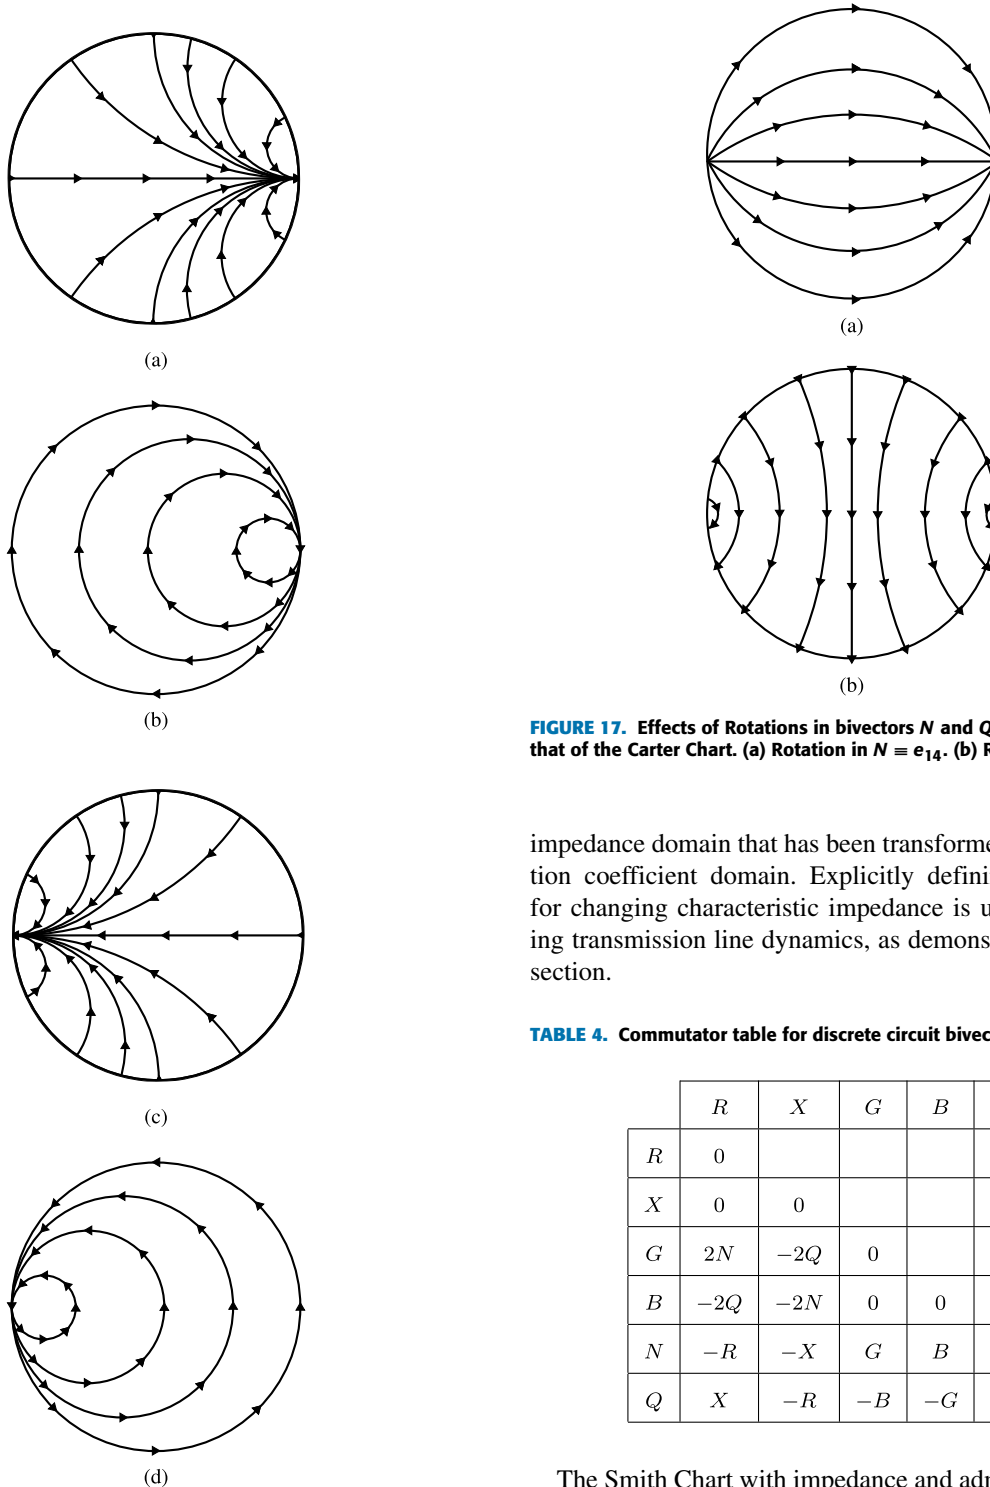 (a)
(b)
(c)
(d)
(a)
(b)
FIGURE 17. Effects of Rotations in bivectors N and Q
that of the Carter Chart. (a) Rotation in N ≡ e₁₄. (b) R
impedance domain that has been transforme
tion coefficient domain. Explicitly defini
for changing characteristic impedance is u
ing transmission line dynamics, as demons
section.
TABLE 4. Commutator table for discrete circuit bivec
R X G B
R 0
X 0 0
G 2N −2Q 0
B −2Q −2N 0 0
N −R −X G B
Q X −R −B −G
The Smith Chart with impedance and adn